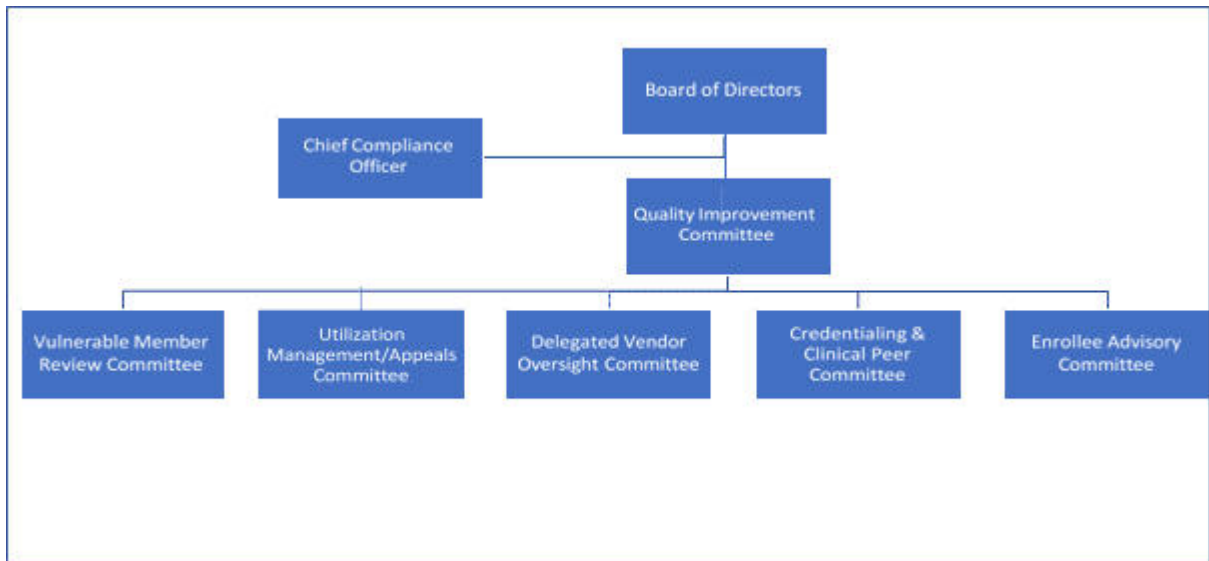 Board of Directors
Chief Compliance
Officer
Quality Improvement
Committee
Vulnerable Member
Review Committee
Utilization
Management/Appeals
Committee
Delegated Vendor
Oversight Committee
Credentialing &
Clinical Peer
Committee
Enrollee Advisory
Committee